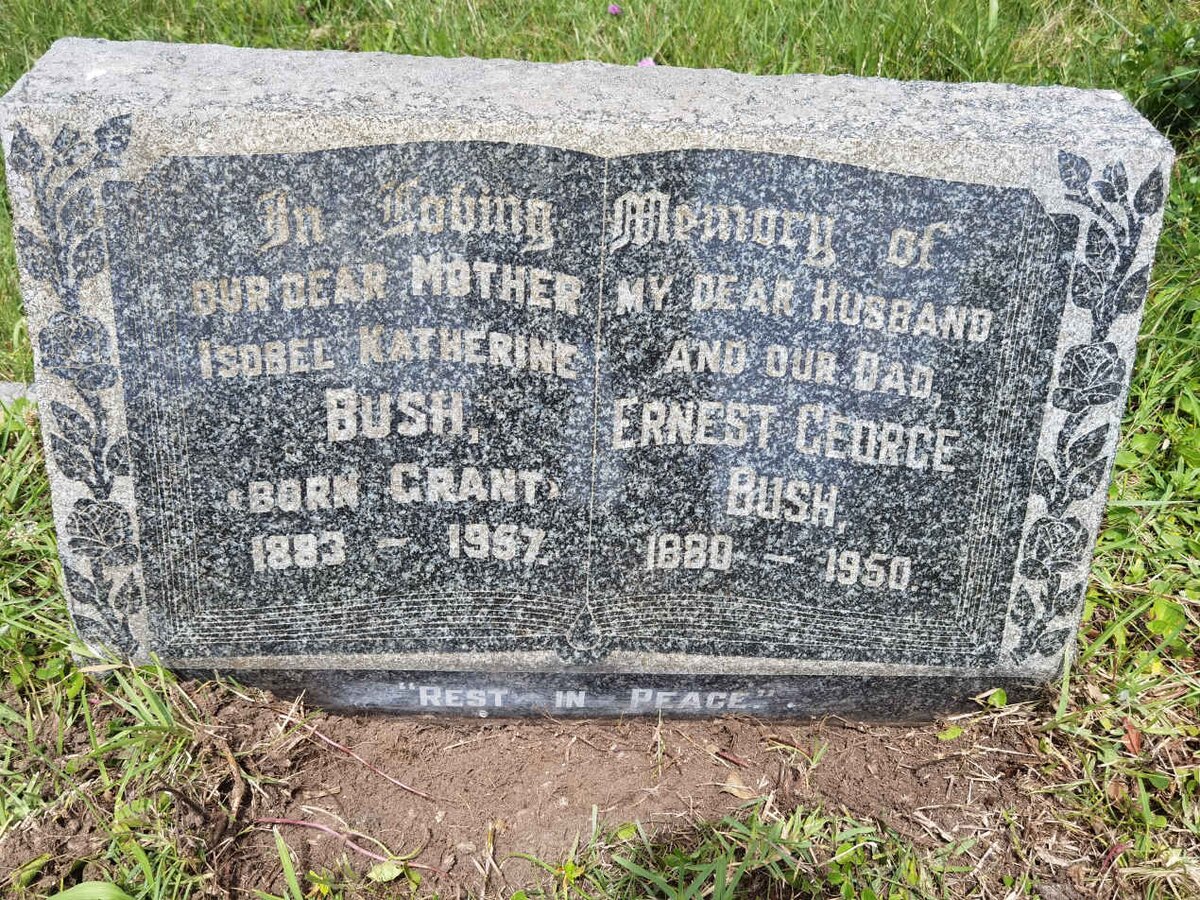 In Loving Memory of
OUR DEAR MOTHER
ISOBEL KATHERINE
BUSH,
(BORN GRANT)
1883 - 1957.
MY DEAR HUSBAND
AND OUR DAD,
ERNEST GEORGE
BUSH,
1880 - 1950.
"REST IN PEACE."